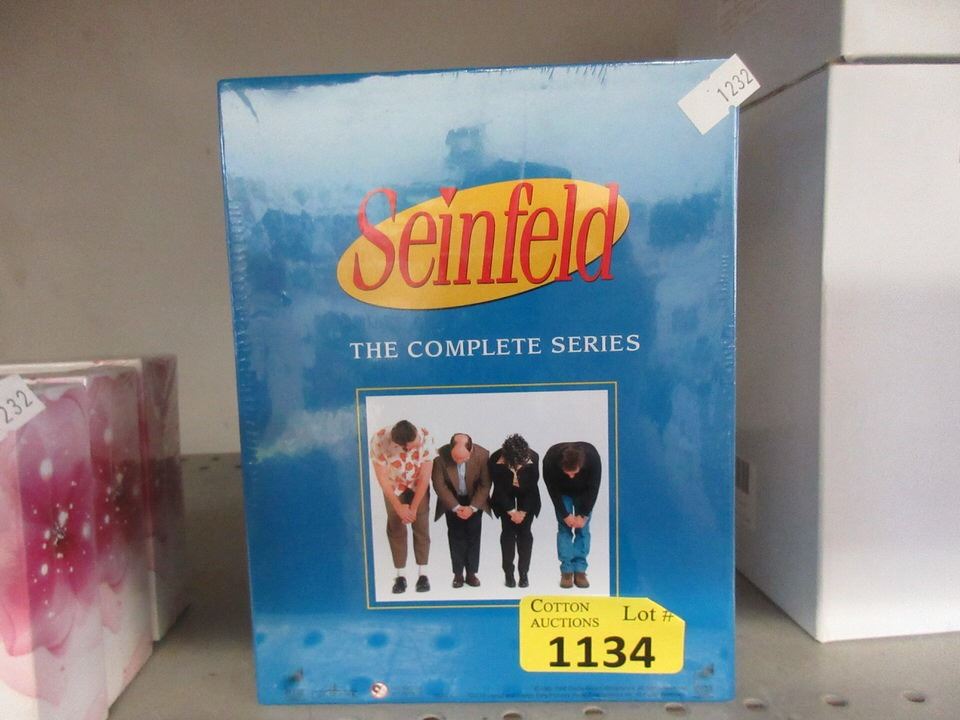 1232
Seinfeld
THE COMPLETE SERIES
232
COTTON
AUCTIONS
Lot #
1134